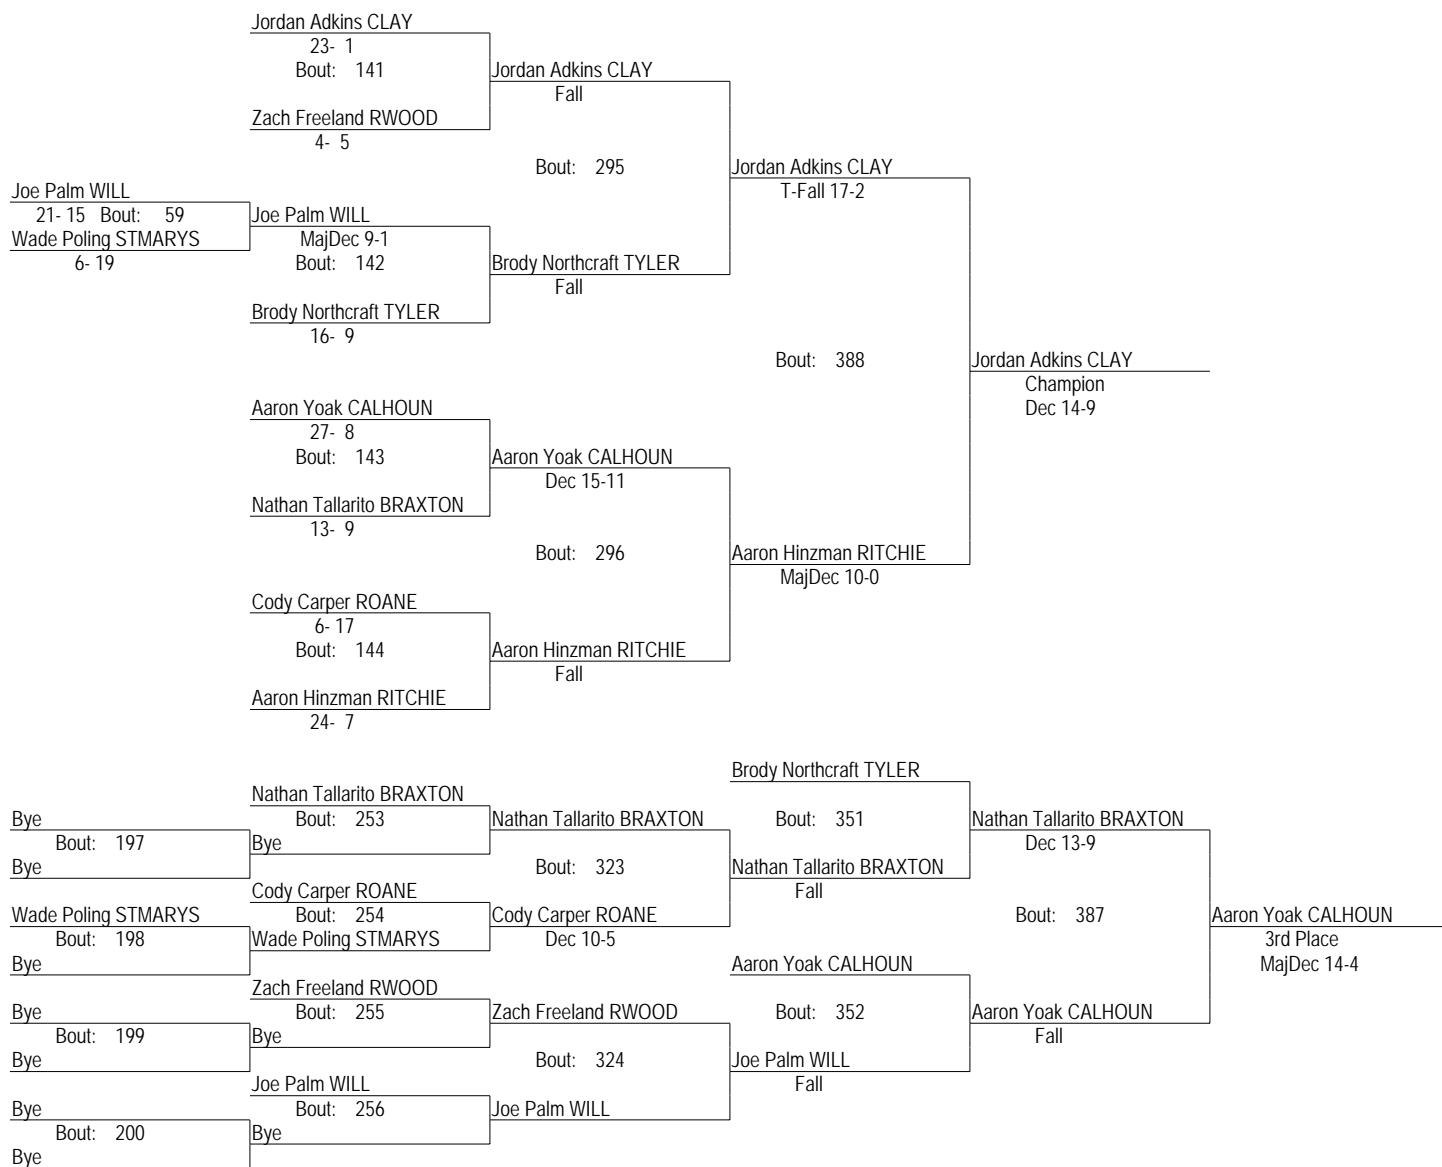 Jordan Adkins CLAY
23- 1
Bout: 141
Jordan Adkins CLAY
Fall
Zach Freeland RWOOD
4- 5
Bout: 295
Jordan Adkins CLAY
T-Fall 17-2
Joe Palm WILL
21- 15 Bout: 59
Joe Palm WILL
Wade Poling STMARYS
MajDec 9-1
6- 19
Bout: 142
Brody Northcraft TYLER
Fall
Brody Northcraft TYLER
16- 9
Bout: 388
Jordan Adkins CLAY
Champion
Dec 14-9
Aaron Yoak CALHOUN
27- 8
Bout: 143
Aaron Yoak CALHOUN
Dec 15-11
Nathan Tallarito BRAXTON
13- 9
Bout: 296
Aaron Hinzman RITCHIE
MajDec 10-0
Cody Carper ROANE
6- 17
Bout: 144
Aaron Hinzman RITCHIE
Fall
Aaron Hinzman RITCHIE
24- 7
Brody Northcraft TYLER
Nathan Tallarito BRAXTON
Bye
Bout: 253
Nathan Tallarito BRAXTON
Bout: 351
Nathan Tallarito BRAXTON
Bout: 197
Bye
Dec 13-9
Bye
Bout: 323
Nathan Tallarito BRAXTON
Fall
Cody Carper ROANE
Wade Poling STMARYS
Bout: 254
Cody Carper ROANE
Bout: 387
Aaron Yoak CALHOUN
Bout: 198
Wade Poling STMARYS
Dec 10-5
3rd Place
Bye
Aaron Yoak CALHOUN
MajDec 14-4
Zach Freeland RWOOD
Bye
Bout: 255
Zach Freeland RWOOD
Bout: 352
Aaron Yoak CALHOUN
Bout: 199
Bye
Fall
Bye
Bout: 324
Joe Palm WILL
Fall
Joe Palm WILL
Bye
Bout: 256
Joe Palm WILL
Bout: 200
Bye
Bye